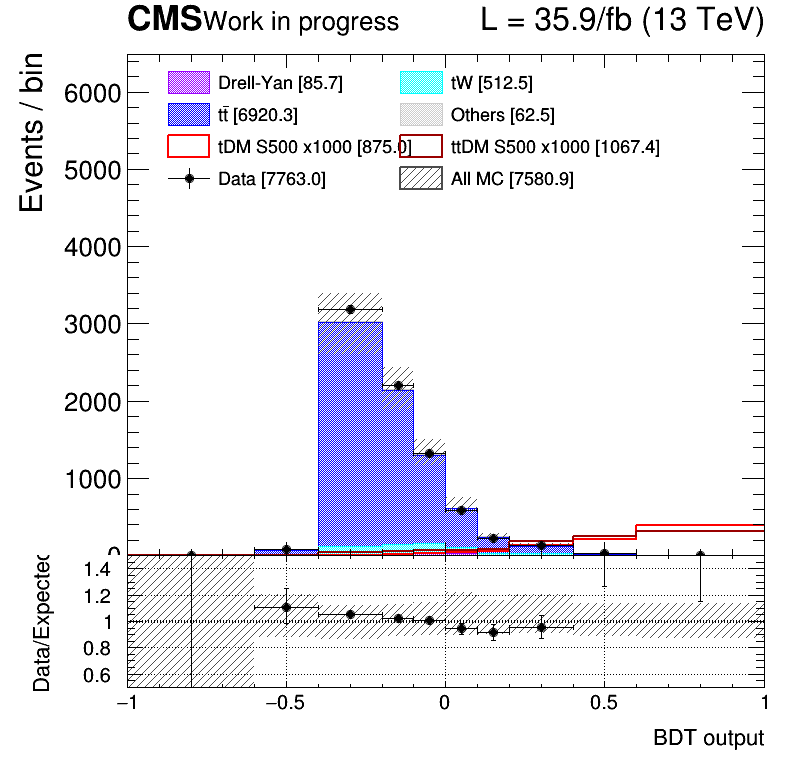 CMS Work in progress L = 35.9/fb (13 TeV)
Events / bin
6000
5000
4000
3000
2000
1000
0
Drell-Yan [85.7] tW [512.5]
tt̄ [6920.3] Others [62.5]
tDM S500 x1000 [875.0] ttDM S500 x1000 [1067.4]
Data [7763.0] All MC [7580.9]
Data/Expected
1.4
1.2
1
0.8
0.6
−1 −0.5 0 0.5 1
BDT output